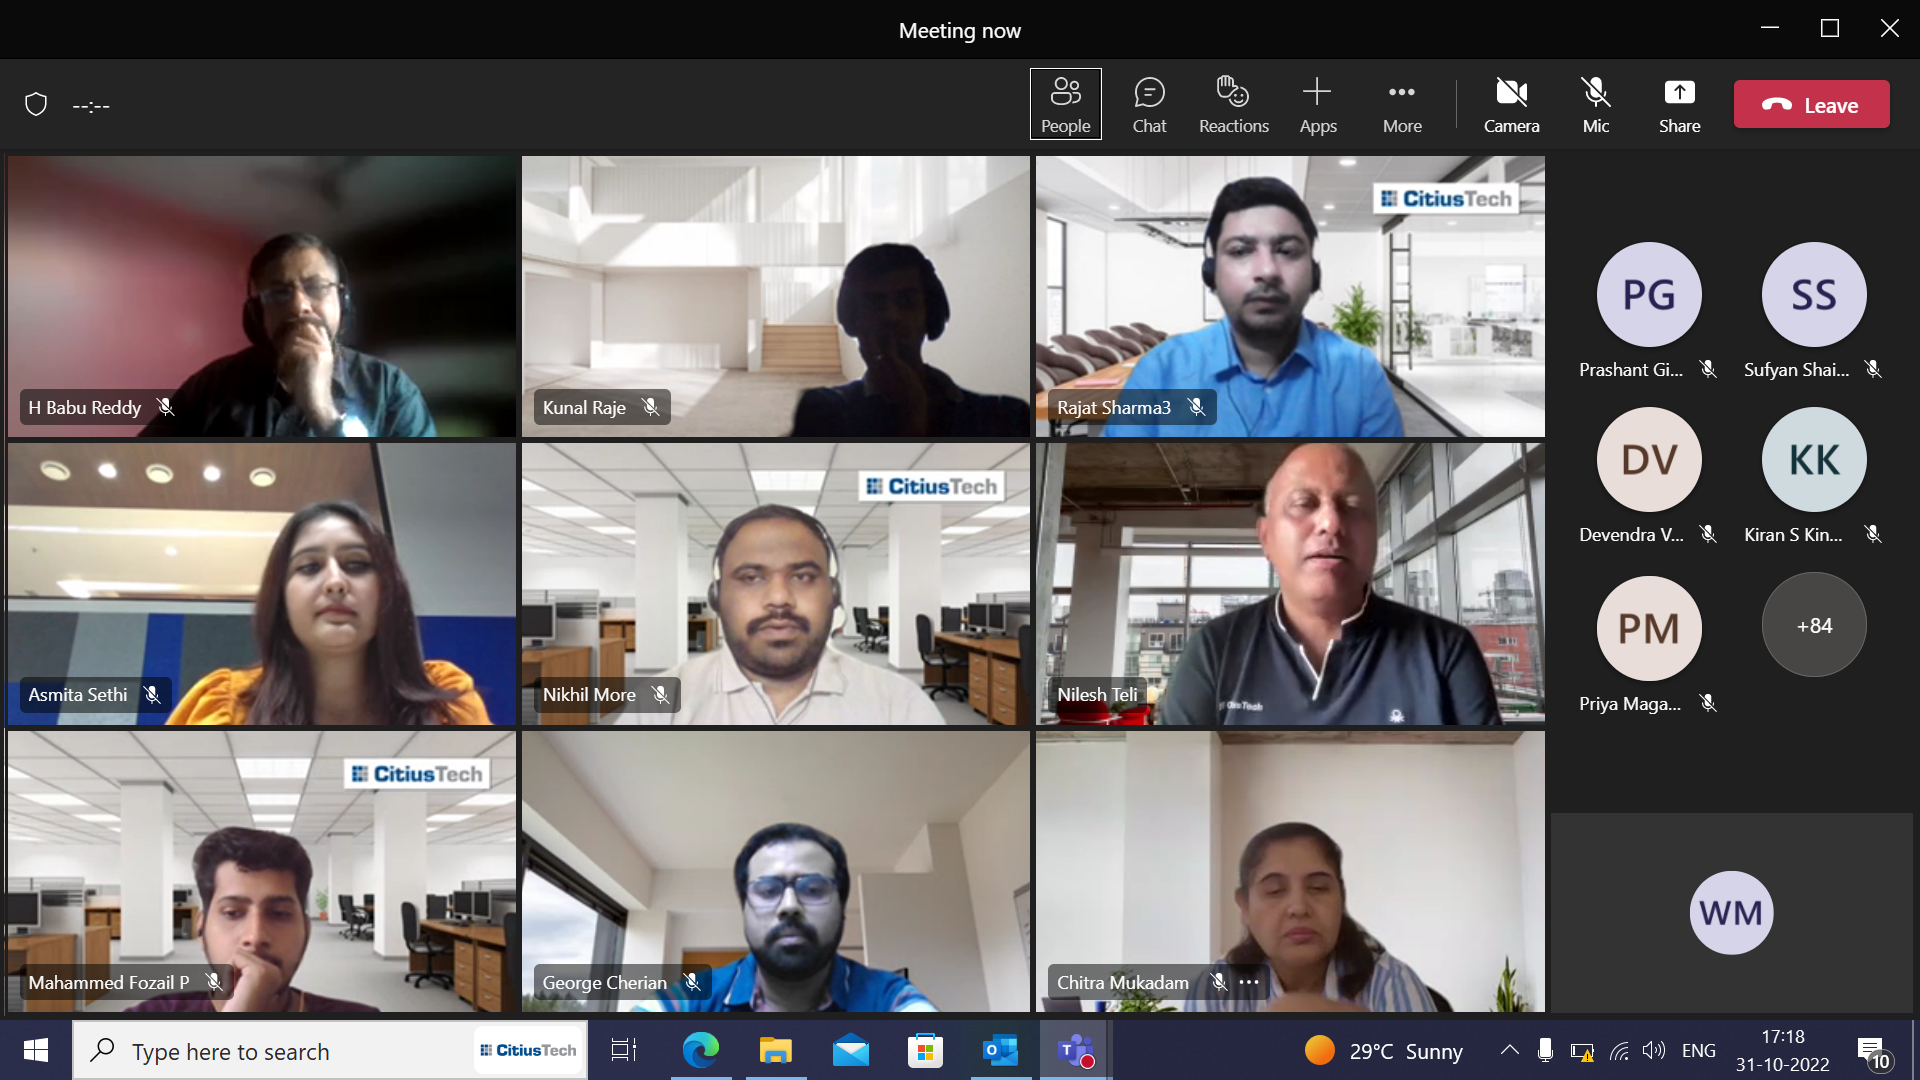 Meeting now
--:--
People
Chat
Reactions
Apps
More
Camera
Mic
Share
Leave
H Babu Reddy
Kunal Raje
CitiusTech
Rajat Sharma3
PG
SS
Prashant Gi...
Sufyan Shai...
DV
KK
Devendra V...
Kiran S Kin...
PM
+84
Priya Maga...
Asmita Sethi
CitiusTech
Nikhil More
Nilesh Teli
CitiusTech
Mahammed Fozail P
George Cherian
Chitra Mukadam
WM
Type here to search
CitiusTech
29°C Sunny
ENG
17:18
31-10-2022
10